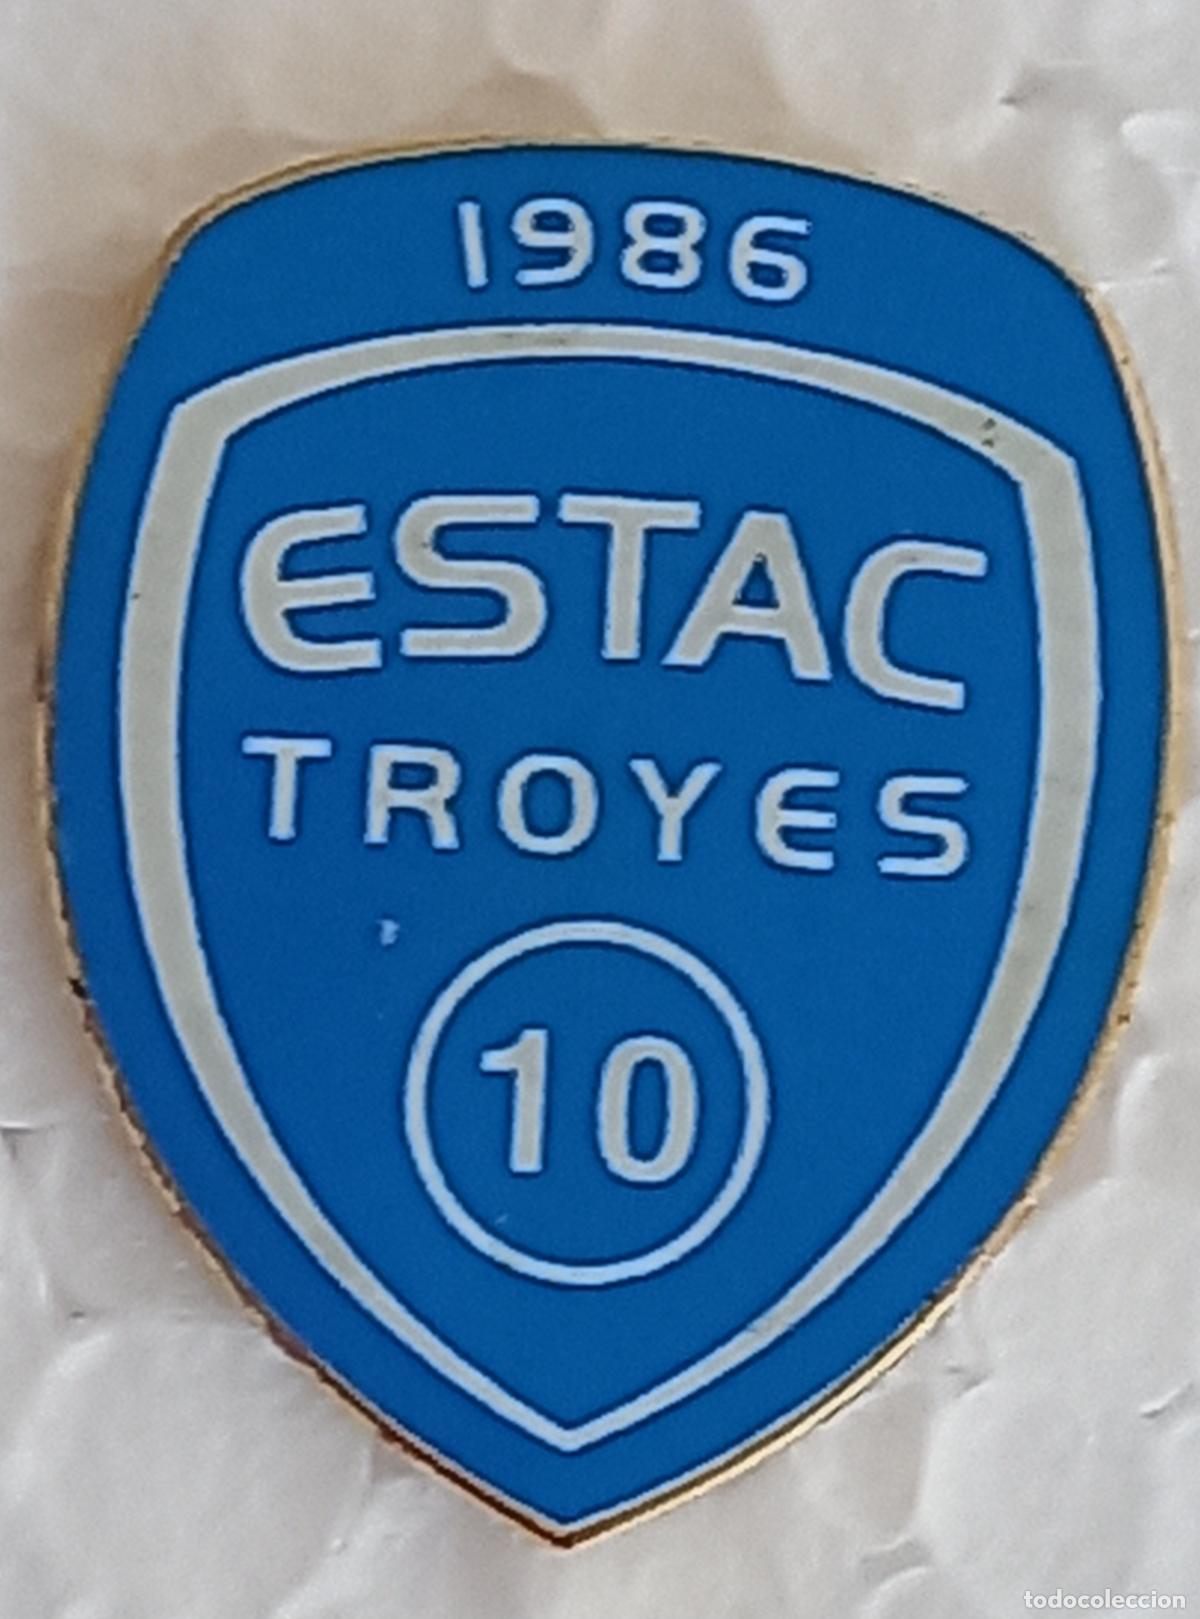 1986
ESTAC
TROYES
10
todocoleccion